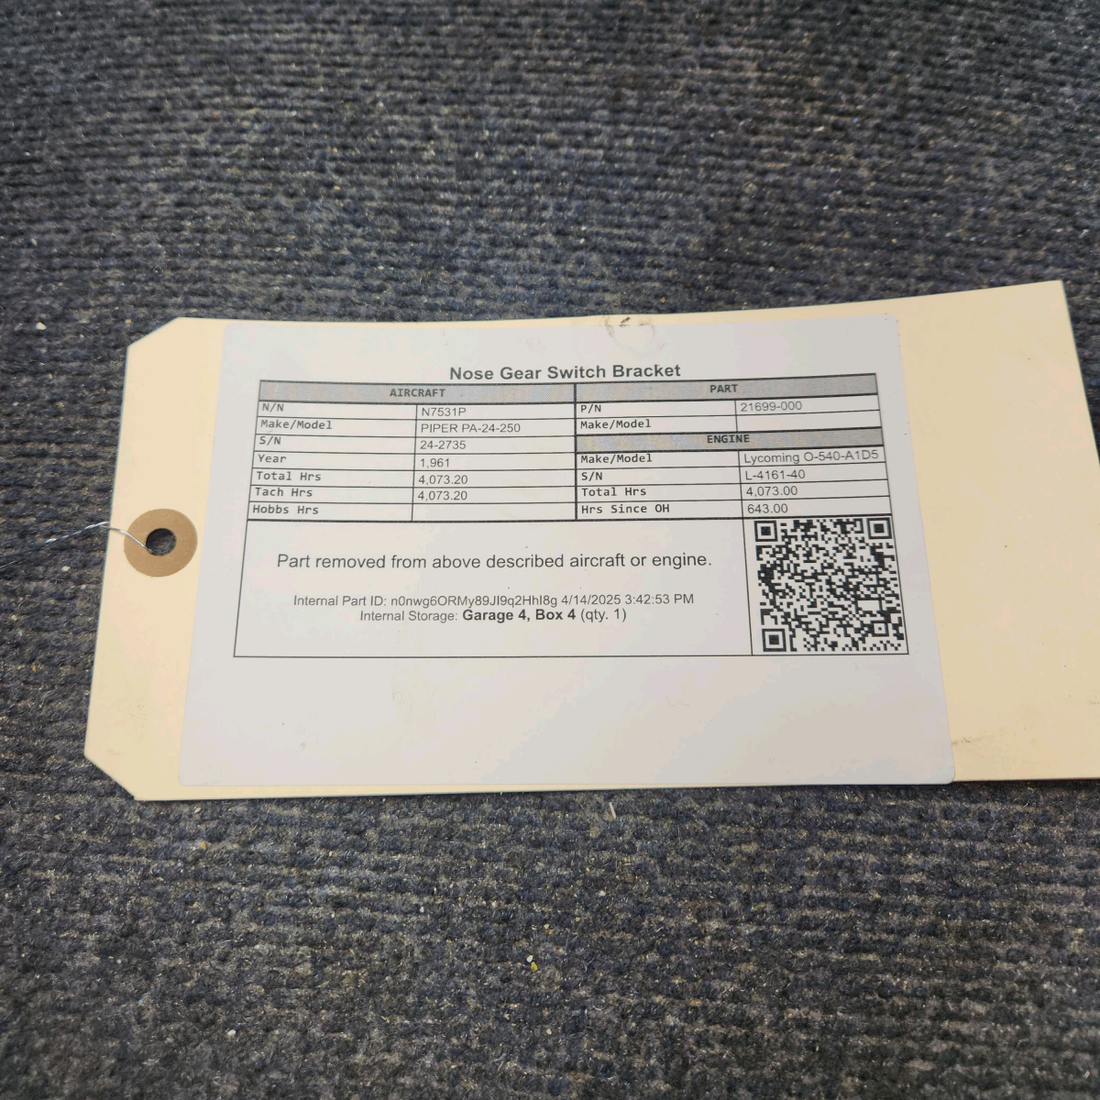 Nose Gear Switch Bracket
AIRCRAFT PART
N/N N7531P P/N 21699-000
Make/Model PIPER PA-24-250 Make/Model
S/N 24-2735 ENGINE
Year 1,961 Make/Model Lycoming O-540-A1D5
Total Hrs 4,073.20 S/N L-4161-40
Tach Hrs 4,073.20 Total Hrs 4,073.00
Hobbs Hrs Hrs Since OH 643.00
Part removed from above described aircraft or engine.
Internal Part ID: n0nwg6ORMy89JI9q2HhI8g 4/14/2025 3:42:53 PM
Internal Storage: Garage 4, Box 4 (qty. 1)